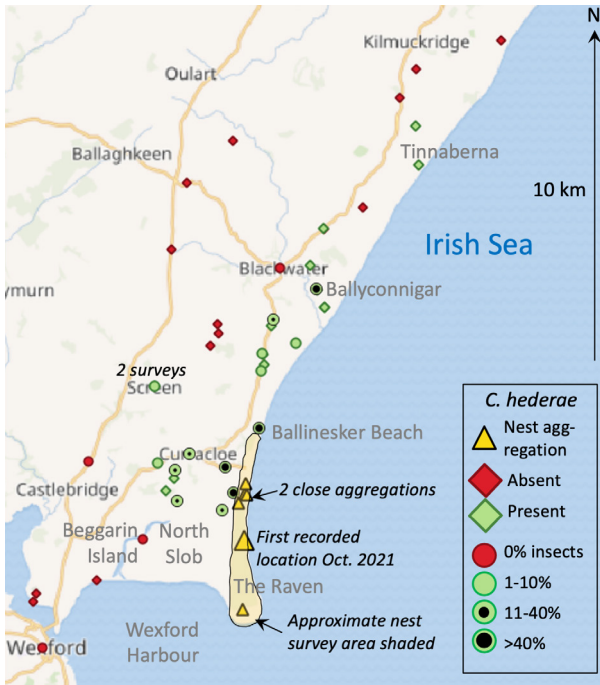 N
Kilmuckridge
Oulart
Ballaghkeen
Tinnaberna
10 km
Irish Sea
Blackwater
ymurn
Ballyconnigar
2 surveys
Screen
Ballinesker Beach
Curracloe
Castlebridge
2 close aggregations
Beggarin
Island
North
Slob
First recorded
location Oct. 2021
The Raven
Wexford
Harbour
Approximate nest
survey area shaded
Wexford
C. hederae
Nest agg-
regation
Absent
Present
0% insects
1-10%
11-40%
>40%